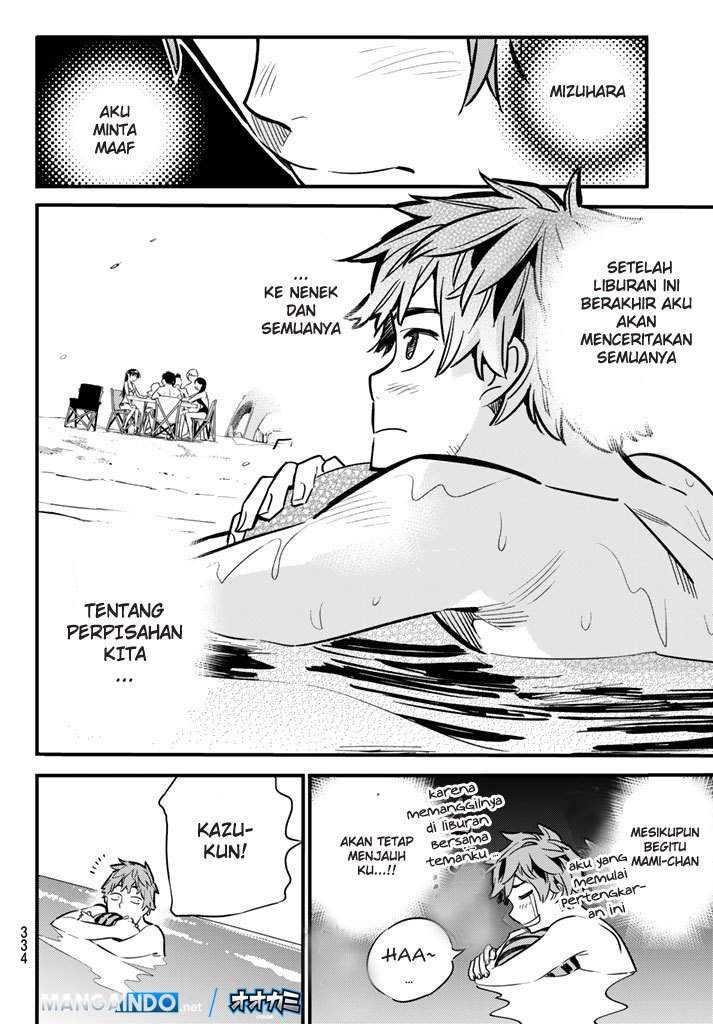 MIZUHARA
AKU
MINTA
MAAF
SETELAH
LIBURAN INI
BERAKHIR AKU
AKAN
MENCERITAKAN
SEMUANYA
...
KE NENEK
DAN
SEMUANYA
TENTANG
PERPISAHAN
KITA
...
MESIKUPUN
BEGITU
MAMI-CHAN
aku yang
memulai
pertengkar-
an ini
karena
memanggilnya
di liburan
bersama
temanku ...
AKAN TETAP
MENJAUH
KU...!!
HAA~
...
KAZU-
KUN!
334
MANGAINDO.net / オオカミ